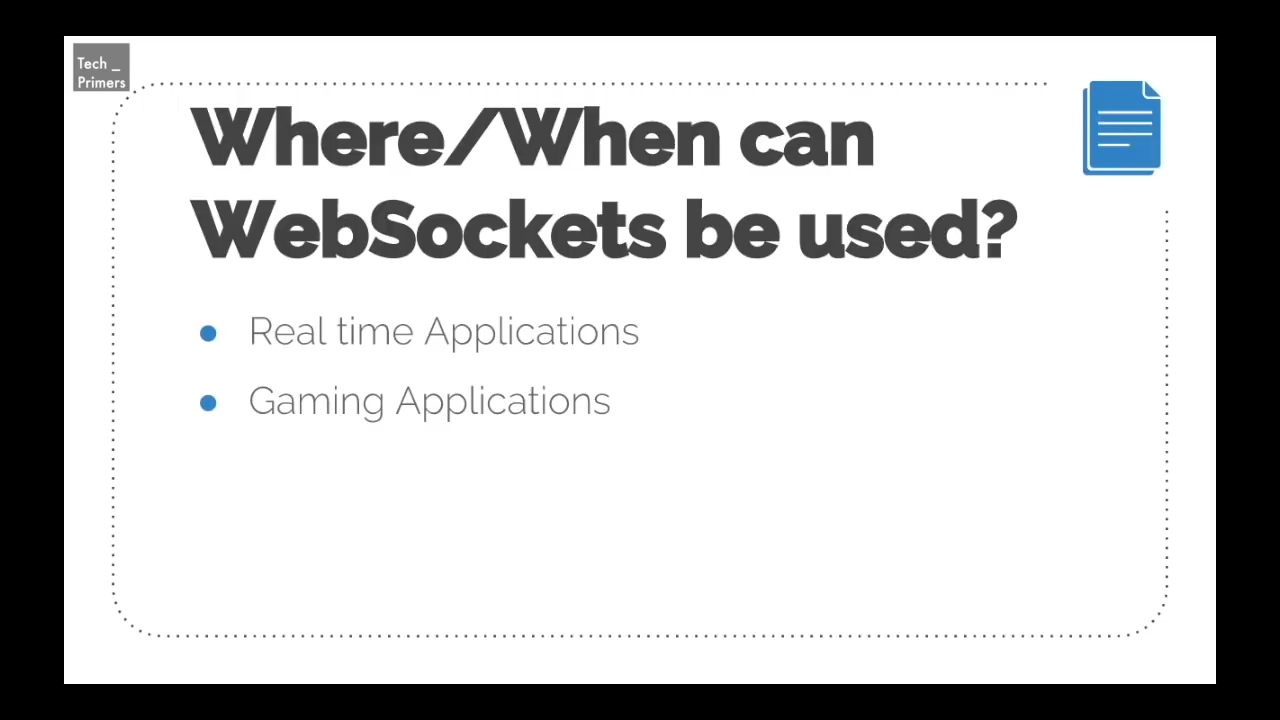 Tech _
Primers
Where/When can
WebSockets be used?
● Real time Applications
● Gaming Applications